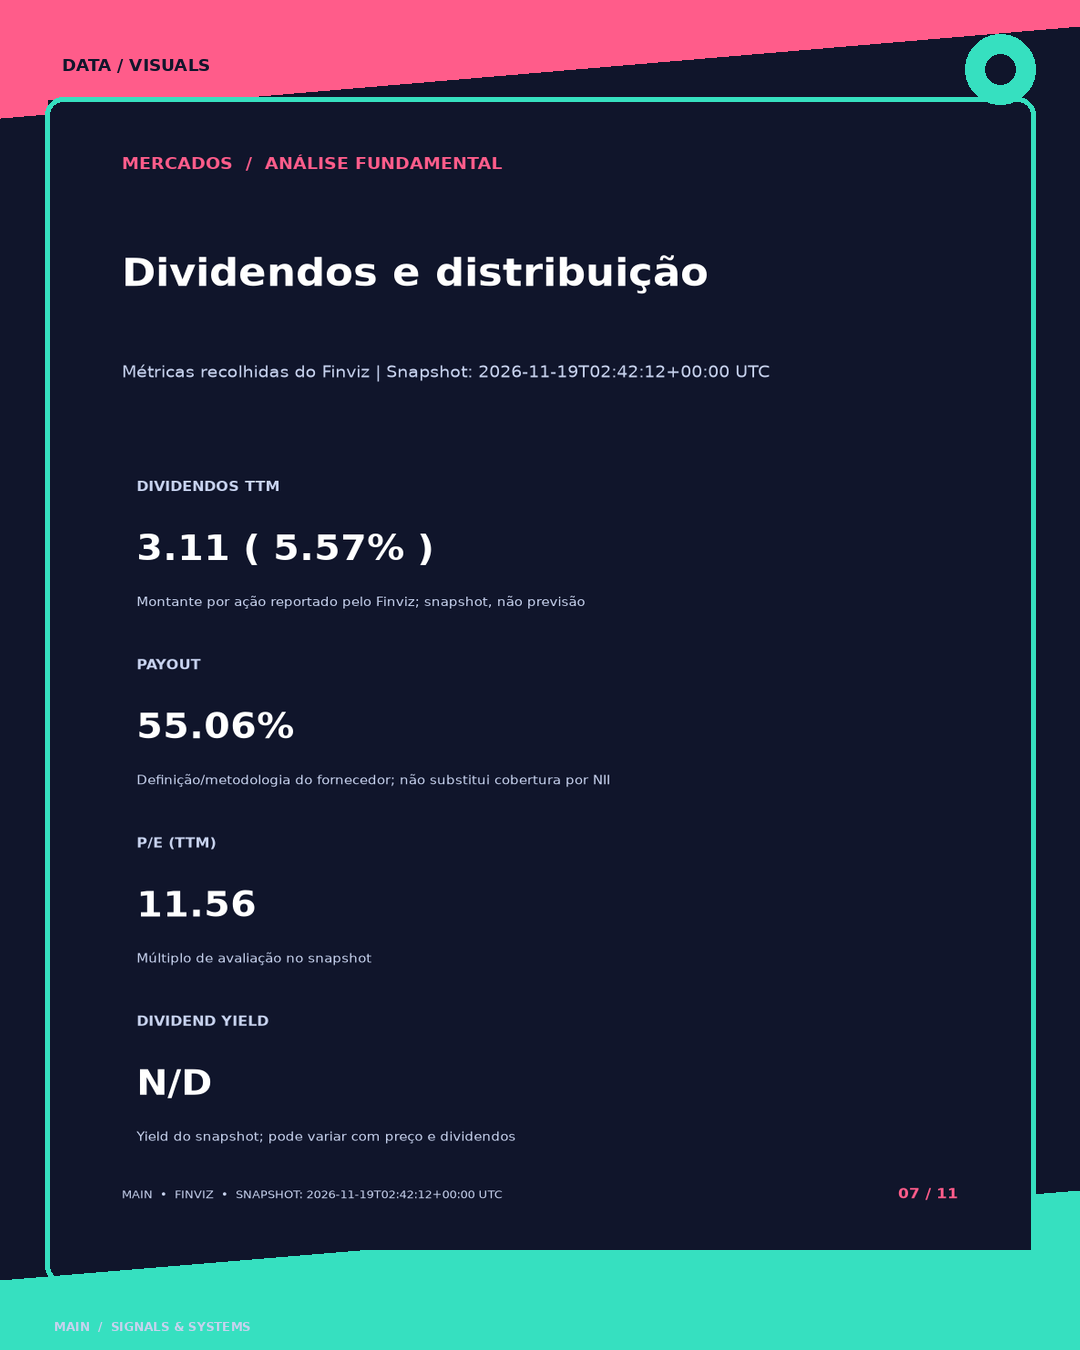 DATA / VISUALS
MERCADOS / ANÁLISE FUNDAMENTAL
Dividendos e distribuição
Métricas recolhidas do Finviz | Snapshot: 2026-11-19T02:42:12+00:00 UTC
DIVIDENDOS TTM
3.11 ( 5.57% )
Montante por ação reportado pelo Finviz; snapshot, não previsão
PAYOUT
55.06%
Definição/metodologia do fornecedor; não substitui cobertura por NII
P/E (TTM)
11.56
Múltiplo de avaliação no snapshot
DIVIDEND YIELD
N/D
Yield do snapshot; pode variar com preço e dividendos
MAIN • FINVIZ • SNAPSHOT: 2026-11-19T02:42:12+00:00 UTC
07 / 11
MAIN / SIGNALS & SYSTEMS